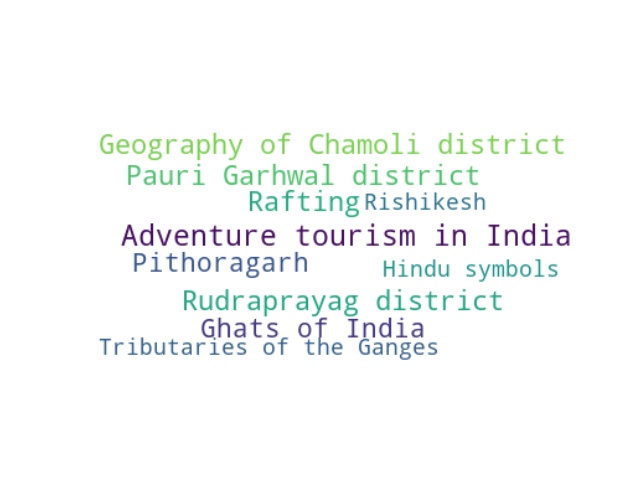 Geography of Chamoli district
Pauri Garhwal district
Rafting Rishikesh
Adventure tourism in India
Pithoragarh
Hindu symbols
Rudraprayag district
Ghats of India
Tributaries of the Ganges